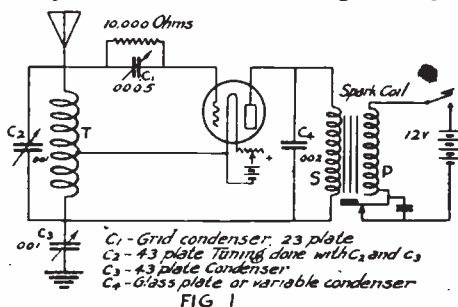 10,000 Ohms
C1
.0005
Spark Coil
C2
.001
T
+
C4
.002
S
P
12V
C3
.001
C1 - Grid condenser. 23 plate
C2 - 43 plate Tuning done with C2 and C3
C3 - 43 plate Condenser
C4 - Glass plate or variable condenser
FIG 1